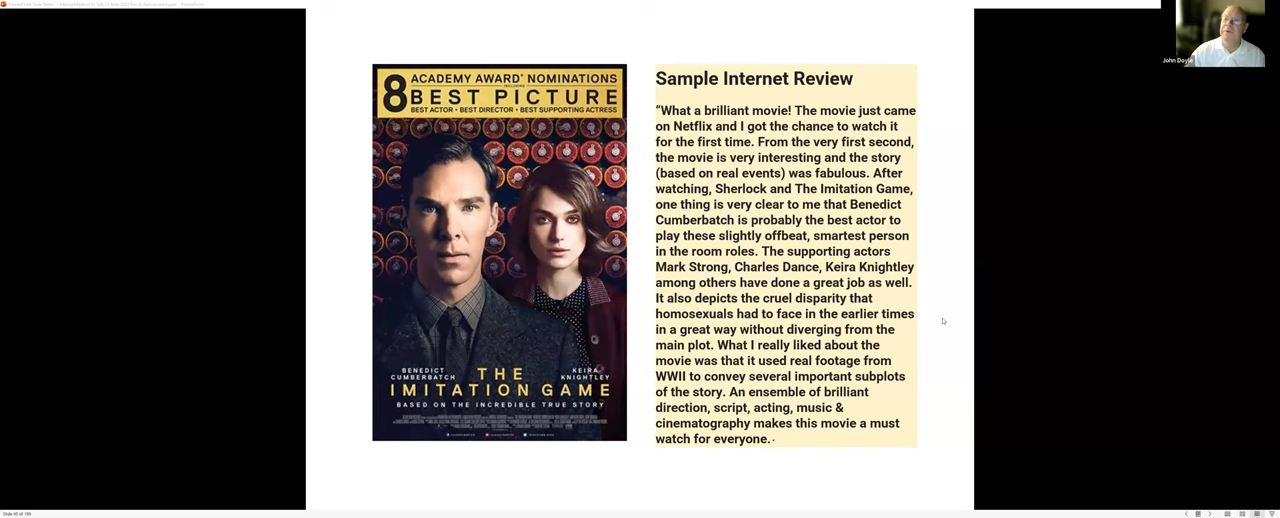 John Doyle
8 ACADEMY AWARD® NOMINATIONS
INCLUDING
BEST PICTURE
BEST ACTOR • BEST DIRECTOR • BEST SUPPORTING ACTRESS
BENEDICT CUMBERBATCH
KEIRA KNIGHTLEY
THE
IMITATION GAME
BASED ON THE INCREDIBLE TRUE STORY
Sample Internet Review
"What a brilliant movie! The movie just came
on Netflix and I got the chance to watch it
for the first time. From the very first second,
the movie is very interesting and the story
(based on real events) was fabulous. After
watching, Sherlock and The Imitation Game,
one thing is very clear to me that Benedict
Cumberbatch is probably the best actor to
play these slightly offbeat, smartest person
in the room roles. The supporting actors
Mark Strong, Charles Dance, Keira Knightley
among others have done a great job as well.
It also depicts the cruel disparity that
homosexuals had to face in the earlier times
in a great way without diverging from the
main plot. What I really liked about the
movie was that it used real footage from
WWII to convey several important subplots
of the story. An ensemble of brilliant
direction, script, acting, music &
cinematography makes this movie a must
watch for everyone. -
Slide 45 of 198